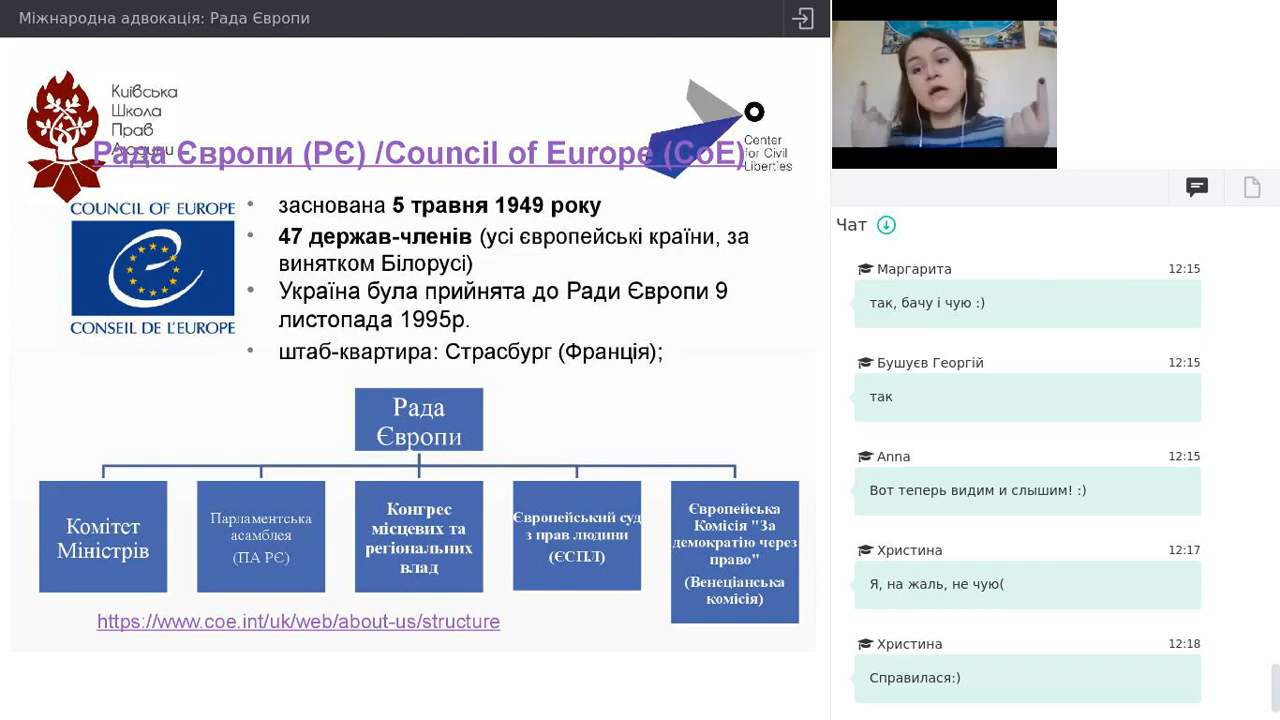 Міжнародна адвокація: Рада Європи
Київська
Школа
Прав
Людини
Center
for Civil
Liberties
Рада Європи (РЄ) /Council of Europe (CoE)
COUNCIL OF EUROPE
CONSEIL DE L'EUROPE
• заснована 5 травня 1949 року
• 47 держав-членів (усі європейські країни, за
винятком Білорусі)
• Україна була прийнята до Ради Європи 9
листопада 1995р.
• штаб-квартира: Страсбург (Франція);
Рада
Європи
Комітет
Міністрів
Парламентська
асамблея
(ПА РЄ)
Конгрес
місцевих та
регіональних
влад
Європейський суд
з прав людини
(ЄСПЛ)
Європейська
Комісія "За
демократію через
право"
(Венеціанська
комісія)
https://www.coe.int/uk/web/about-us/structure
Чат
Маргарита 12:15
так, бачу і чую :)
Бушуєв Георгій 12:15
так
Anna 12:15
Вот теперь видим и слышим! :)
Христина 12:17
Я, на жаль, не чую(
Христина 12:18
Справилася:)